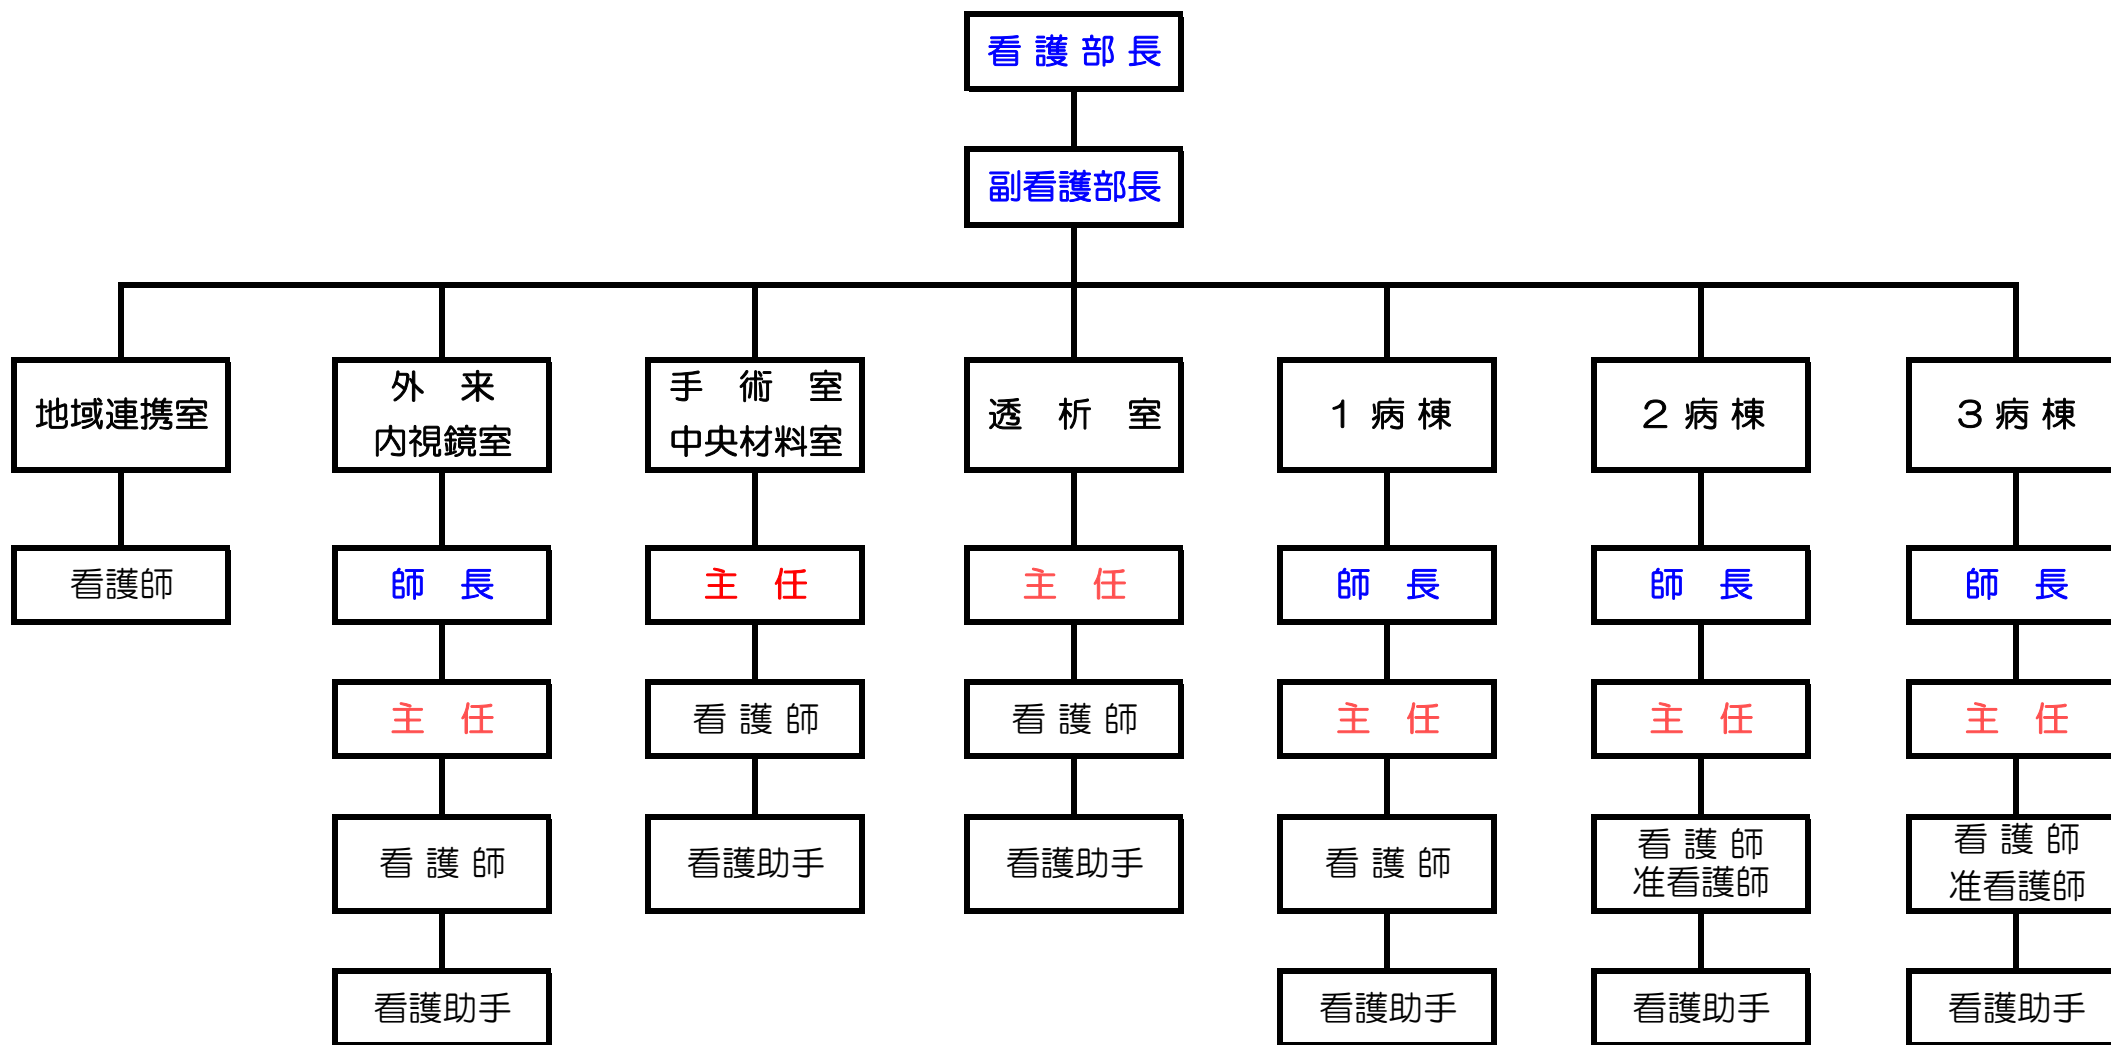 看護部長
副看護部長
地域連携室
外　来
内視鏡室
手　術　室
中央材料室
透　析　室
１病棟
２病棟
３病棟
看護師
師　長
主　任
主　任
師　長
師　長
師　長
主　任
看護師
看護師
主　任
主　任
主　任
看護師
看護助手
看護助手
看護師
看護師
准看護師
看護師
准看護師
看護助手
看護助手
看護助手
看護助手